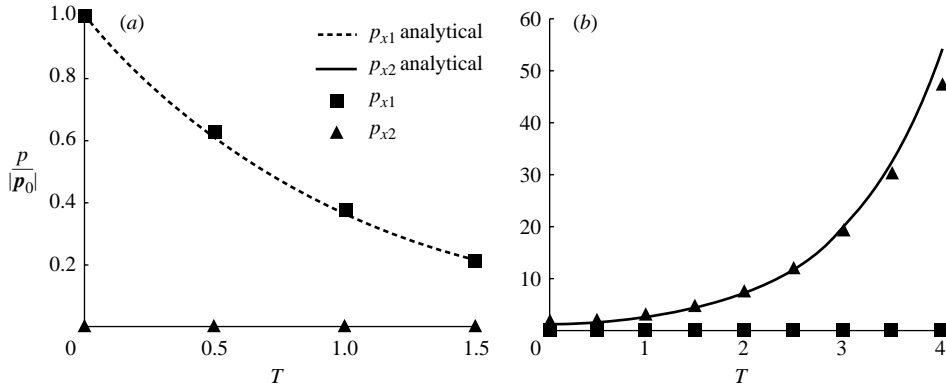 1.0
(a)
p_x1 analytical
p_x2 analytical
p_x1
p_x2
0.8
0.6
0.4
0.2
p
|p_0|
0 0.5 1.0 1.5
T
(b)
60
50
40
30
20
10
0 1 2 3 4
T